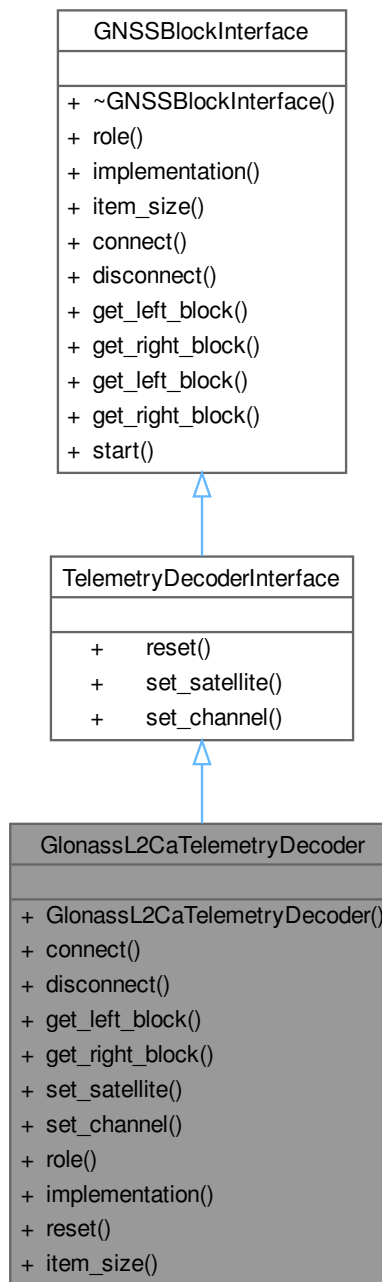 GNSSBlockInterface
+ ~GNSSBlockInterface()
+ role()
+ implementation()
+ item_size()
+ connect()
+ disconnect()
+ get_left_block()
+ get_right_block()
+ get_left_block()
+ get_right_block()
+ start()
TelemetryDecoderInterface
+ reset()
+ set_satellite()
+ set_channel()
GlonassL2CaTelemetryDecoder
+ GlonassL2CaTelemetryDecoder()
+ connect()
+ disconnect()
+ get_left_block()
+ get_right_block()
+ set_satellite()
+ set_channel()
+ role()
+ implementation()
+ reset()
+ item_size()